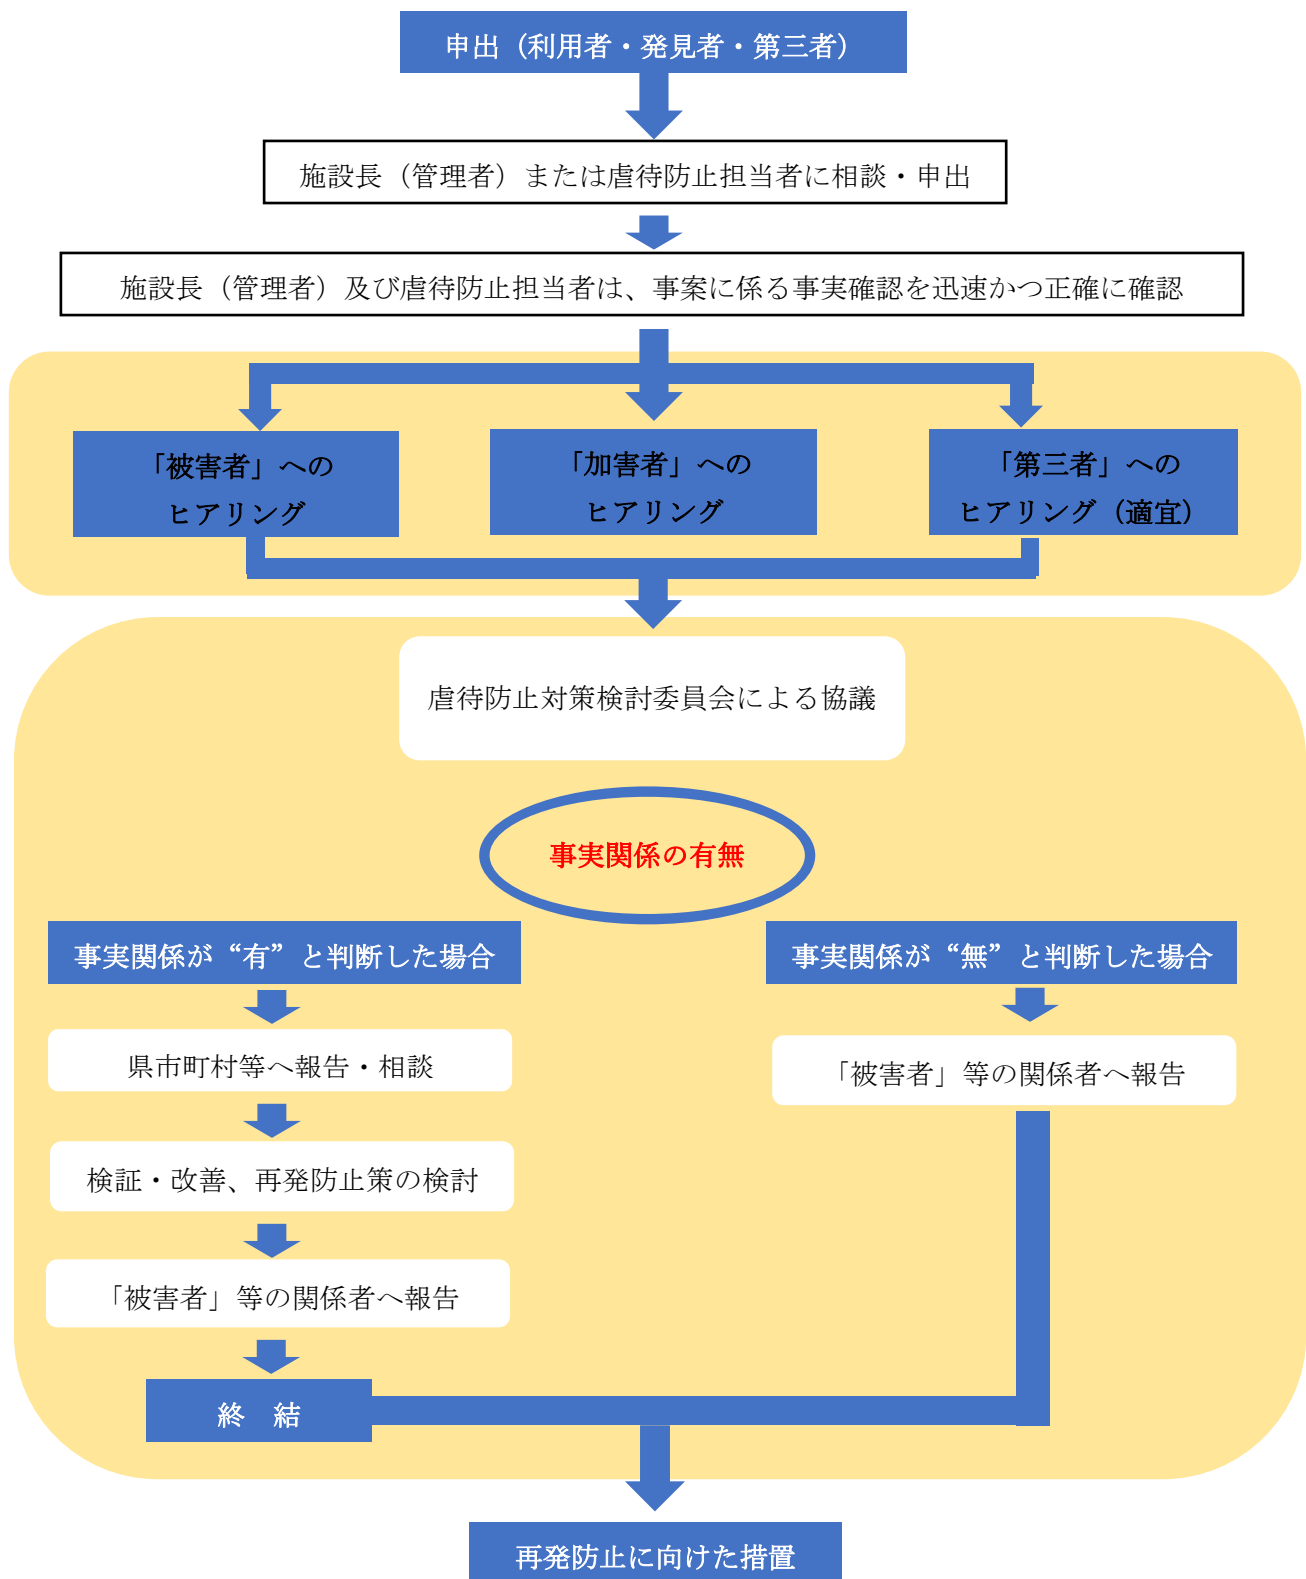 申出（利用者・発見者・第三者）
施設長（管理者）または虐待防止担当者に相談・申出
施設長（管理者）及び虐待防止担当者は、事案に係る事実確認を迅速かつ正確に確認
「被害者」への
ヒアリング
「加害者」への
ヒアリング
「第三者」への
ヒアリング（適宜）
虐待防止対策検討委員会による協議
事実関係の有無
事実関係が“有”と判断した場合
県市町村等へ報告・相談
検証・改善、再発防止策の検討
「被害者」等の関係者へ報告
終　結
事実関係が“無”と判断した場合
「被害者」等の関係者へ報告
再発防止に向けた措置